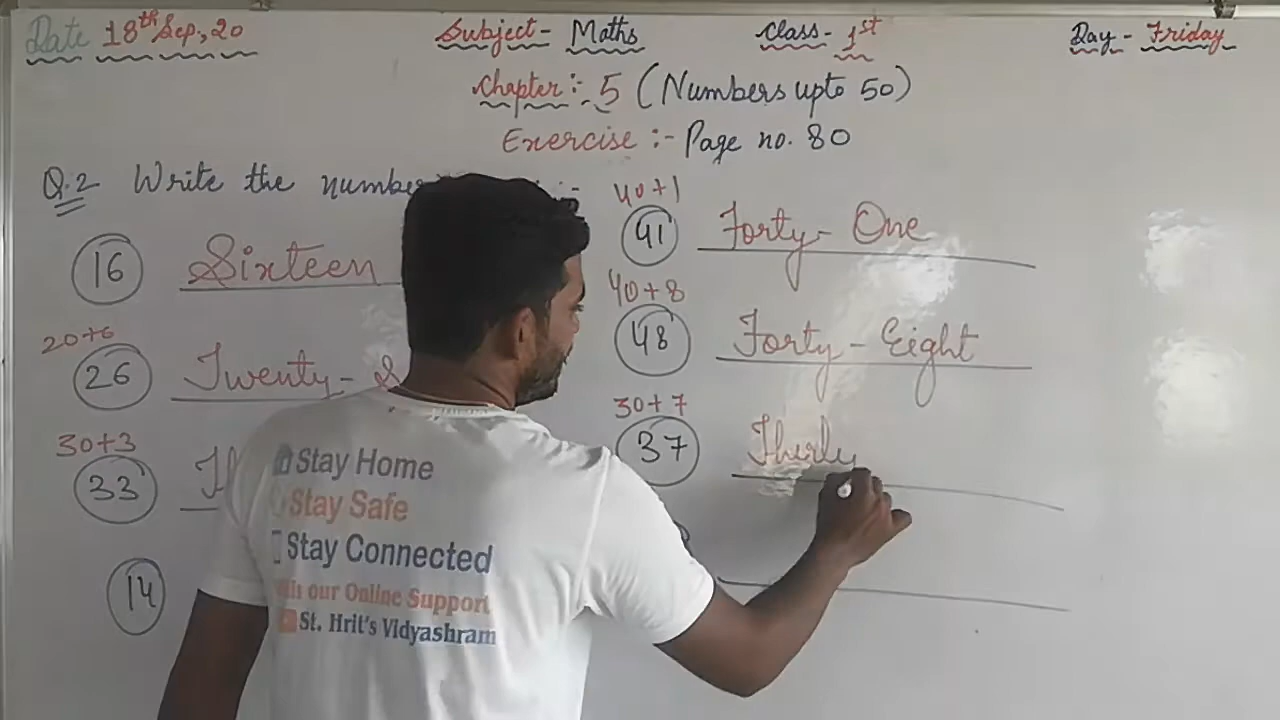 Date 18th Sep, 20 Subject - Maths Class - 1st Day - Friday
Chapter :- 5 (Numbers upto 50)
Exercise :- Page no. 80
Q.2 Write the number
16 Sixteen
20+6
26 Twenty - S
30+3
33 Th
14
40+1
41 Forty - One
40+8
48 Forty - Eight
30+7
37 Thirty
Stay Home
Stay Safe
Stay Connected
our Online Support
St. Hrit's Vidyashram